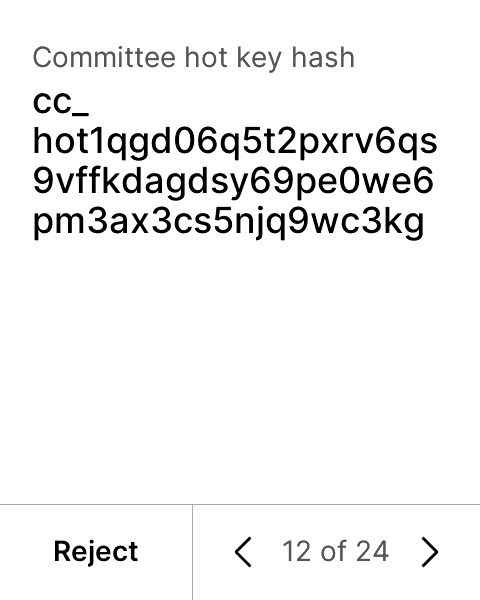 Committee hot key hash
cc_
hot1qgd06q5t2pxrv6qs
9vffkdagdsy69pe0we6
pm3ax3cs5njq9wc3kg
Reject
12 of 24